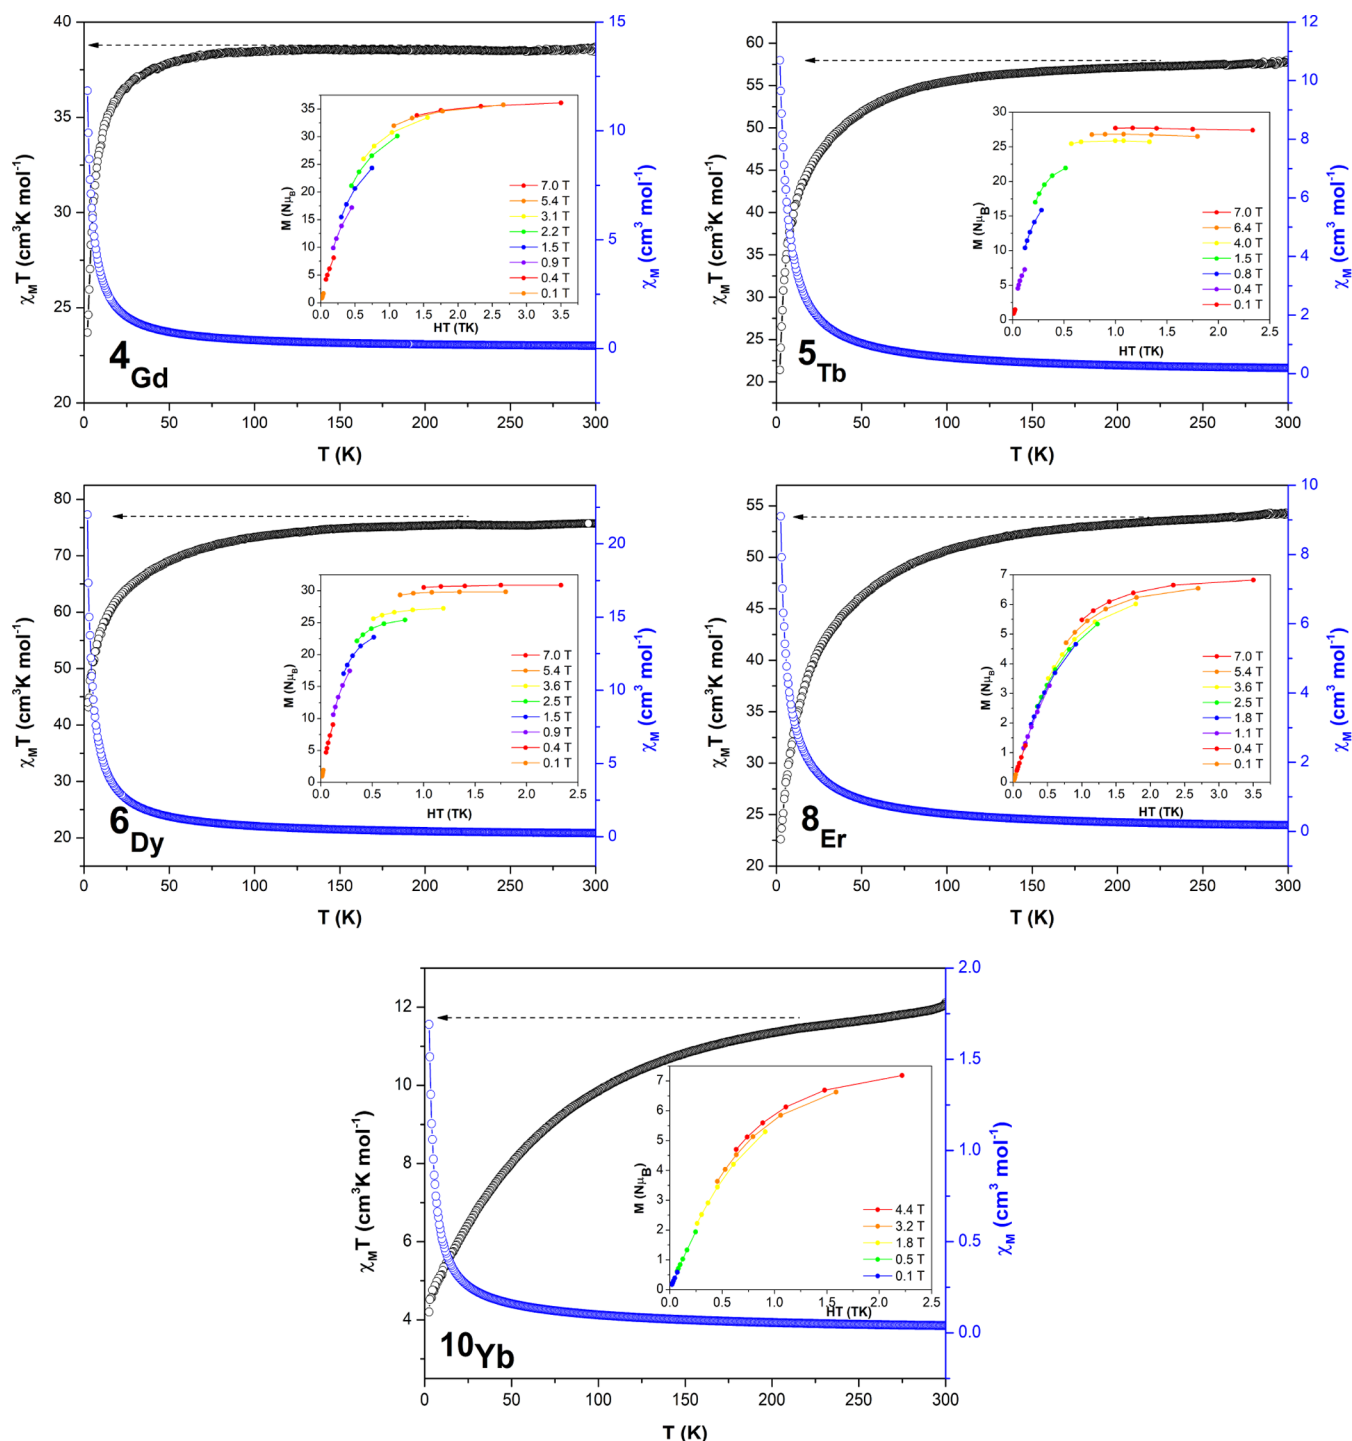 40
35
30
25
20
χMT (cm³K mol⁻¹)
0 50 100 150 200 250 300
T (K)
15
10
5
0
χM (cm³ mol⁻¹)
4Gd
40
35
30
25
20
15
10
5
0
M (NμB)
0.0 0.5 1.0 1.5 2.0 2.5 3.0 3.5
HT (TK)
7.0 T
5.4 T
3.1 T
2.2 T
1.5 T
0.9 T
0.4 T
0.1 T
60
55
50
45
40
35
30
25
20
χMT (cm³K mol⁻¹)
0 50 100 150 200 250 300
T (K)
12
10
8
6
4
2
0
χM (cm³ mol⁻¹)
5Tb
30
25
20
15
10
5
0
M (NμB)
0.0 0.5 1.0 1.5 2.0 2.5
HT (TK)
7.0 T
6.4 T
4.0 T
1.5 T
0.8 T
0.4 T
0.1 T
80
75
70
65
60
55
50
45
40
35
30
25
20
15
χMT (cm³K mol⁻¹)
0 50 100 150 200 250 300
T (K)
20
15
10
5
0
χM (cm³ mol⁻¹)
6Dy
30
25
20
15
10
5
0
M (NμB)
0.0 0.5 1.0 1.5 2.0 2.5
HT (TK)
7.0 T
5.4 T
3.6 T
2.5 T
1.5 T
0.9 T
0.4 T
0.1 T
55
50
45
40
35
30
25
20
χMT (cm³K mol⁻¹)
0 50 100 150 200 250 300
T (K)
10
8
6
4
2
0
χM (cm³ mol⁻¹)
8Er
7
6
5
4
3
2
1
0
M (NμB)
0.0 0.5 1.0 1.5 2.0 2.5 3.0 3.5
HT (TK)
7.0 T
5.4 T
3.6 T
2.5 T
1.8 T
1.1 T
0.4 T
0.1 T
12
10
8
6
4
χMT (cm³K mol⁻¹)
0 50 100 150 200 250 300
T (K)
2.0
1.5
1.0
0.5
0.0
χM (cm³ mol⁻¹)
10Yb
7
6
5
4
3
2
1
0
M (NμB)
0.0 0.5 1.0 1.5 2.0 2.5
HT (TK)
4.4 T
3.2 T
1.8 T
0.5 T
0.1 T